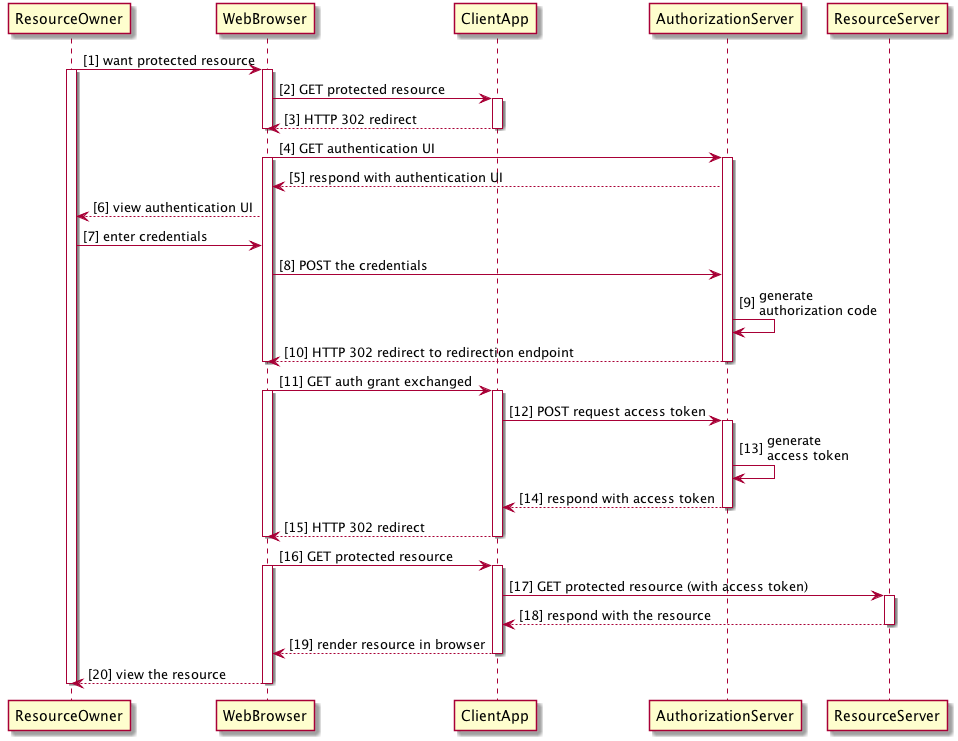 ResourceOwner
WebBrowser
ClientApp
AuthorizationServer
ResourceServer
[1] want protected resource
[2] GET protected resource
[3] HTTP 302 redirect
[4] GET authentication UI
[5] respond with authentication UI
[6] view authentication UI
[7] enter credentials
[8] POST the credentials
[9] generate
authorization code
[10] HTTP 302 redirect to redirection endpoint
[11] GET auth grant exchanged
[12] POST request access token
[13] generate
access token
[14] respond with access token
[15] HTTP 302 redirect
[16] GET protected resource
[17] GET protected resource (with access token)
[18] respond with the resource
[19] render resource in browser
[20] view the resource
ResourceOwner
WebBrowser
ClientApp
AuthorizationServer
ResourceServer